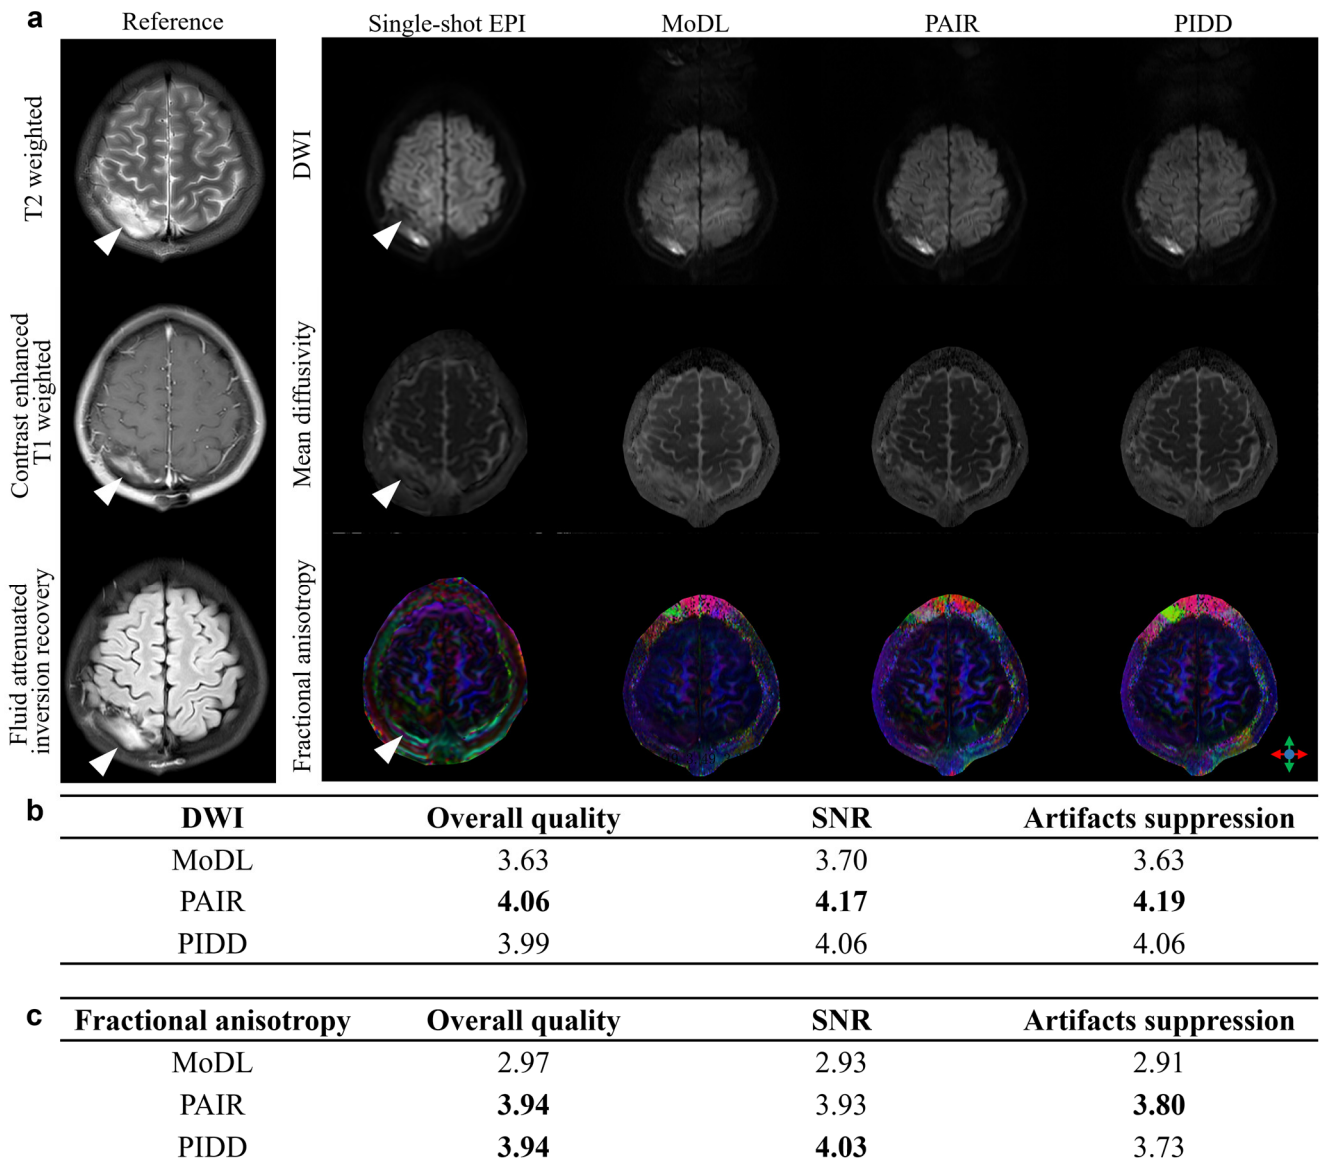 a
Reference
Single-shot EPI
MoDL
PAIR
PIDD
T2 weighted
DWI
Contrast enhanced
T1 weighted
Mean diffusivity
Fluid attenuated
inversion recovery
Fractional anisotropy
b
DWI Overall quality SNR Artifacts suppression
MoDL 3.63 3.70 3.63
PAIR 4.06 4.17 4.19
PIDD 3.99 4.06 4.06
c
Fractional anisotropy Overall quality SNR Artifacts suppression
MoDL 2.97 2.93 2.91
PAIR 3.94 3.93 3.80
PIDD 3.94 4.03 3.73